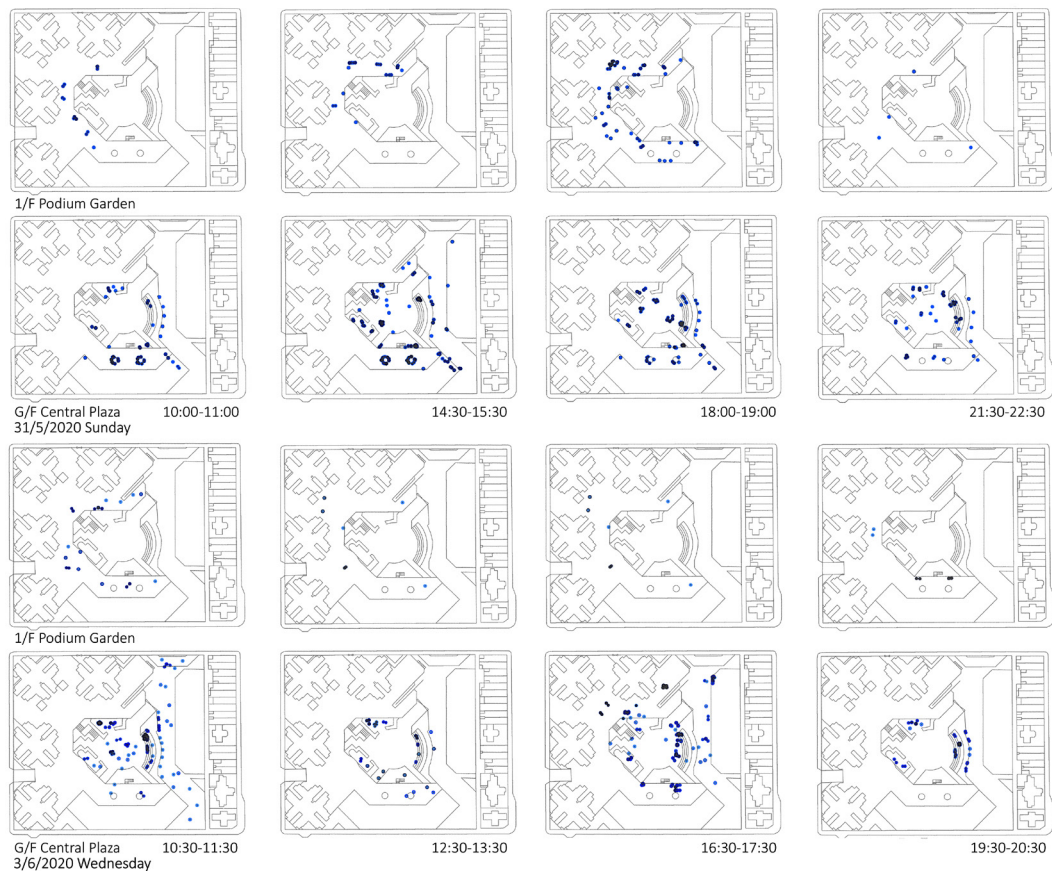 1/F Podium Garden
G/F Central Plaza 10:00-11:00 14:30-15:30 18:00-19:00 21:30-22:30
31/5/2020 Sunday
1/F Podium Garden
G/F Central Plaza 10:30-11:30 12:30-13:30 16:30-17:30 19:30-20:30
3/6/2020 Wednesday